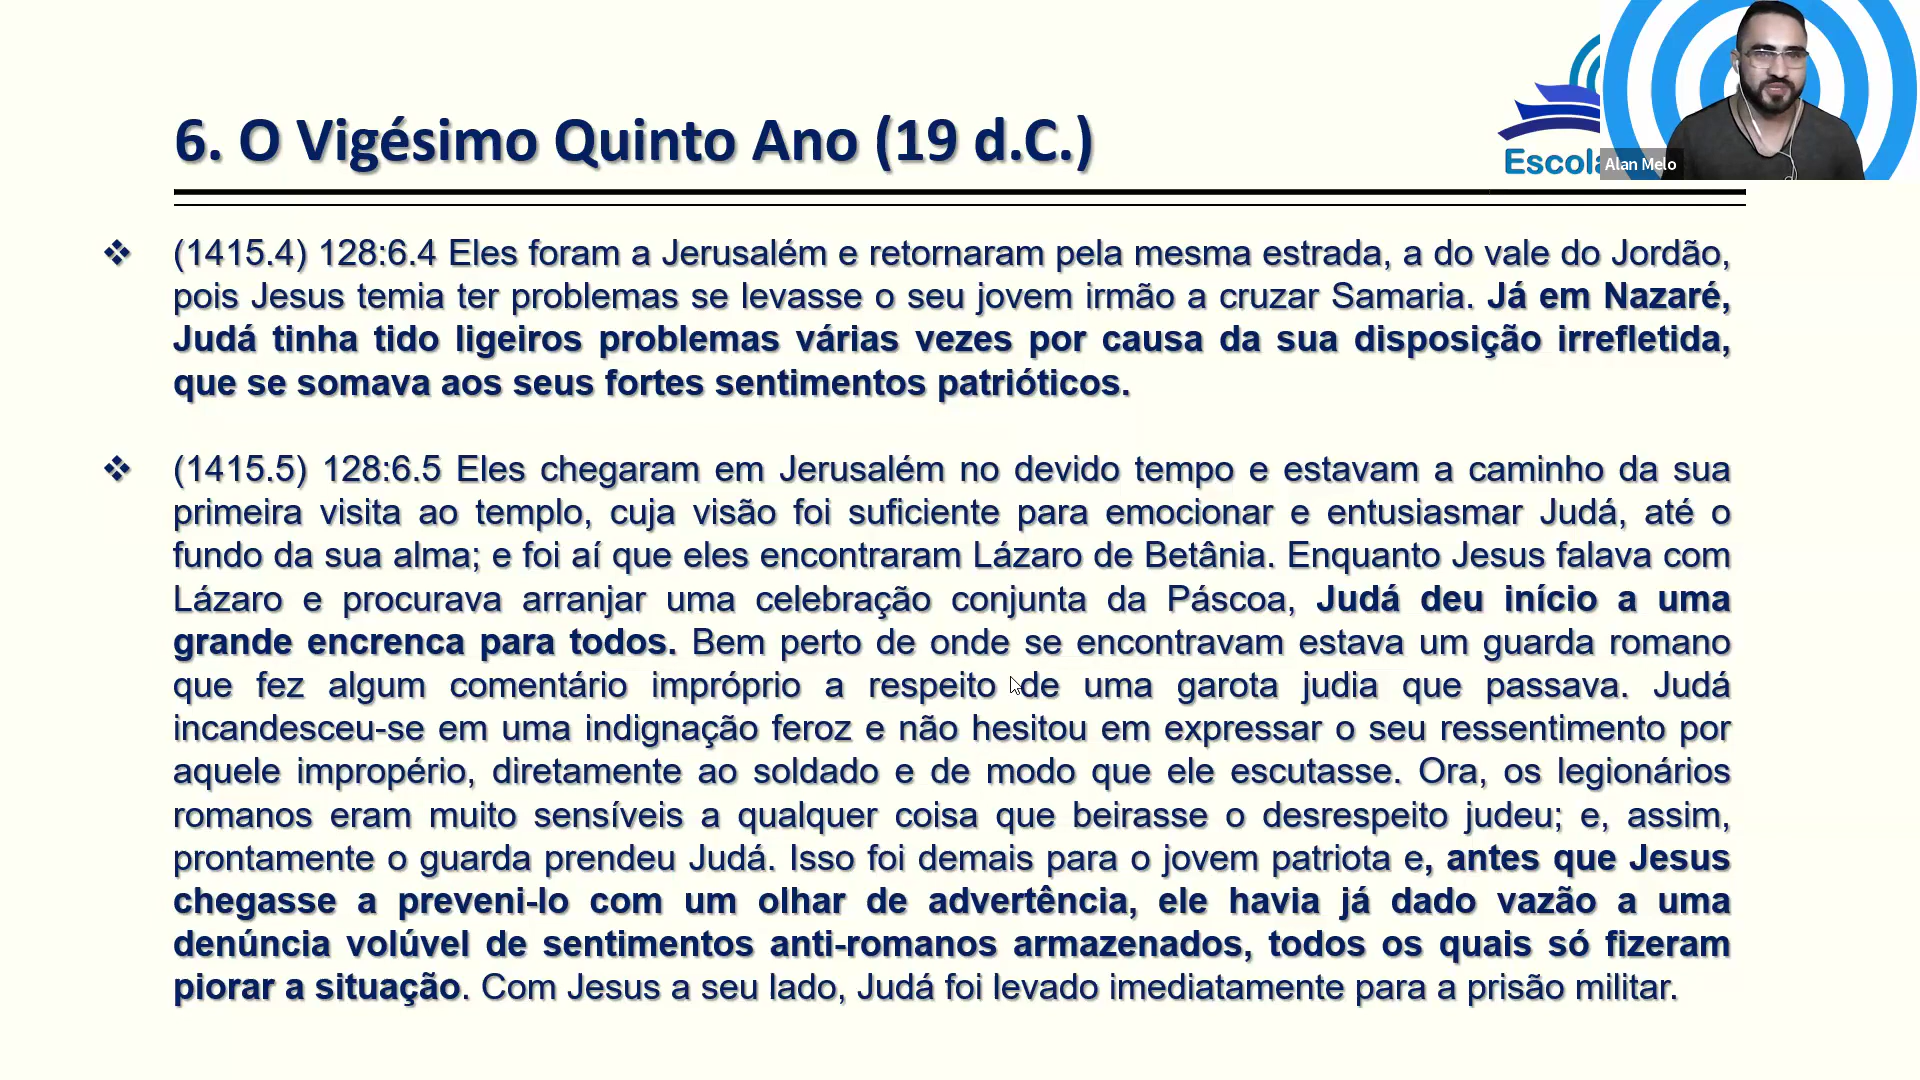 6. O Vigésimo Quinto Ano (19 d.C.)
Escola
Alan Melo
(1415.4) 128:6.4 Eles foram a Jerusalém e retornaram pela mesma estrada, a do vale do Jordão,
pois Jesus temia ter problemas se levasse o seu jovem irmão a cruzar Samaria. Já em Nazaré,
Judá tinha tido ligeiros problemas várias vezes por causa da sua disposição irrefletida,
que se somava aos seus fortes sentimentos patrióticos.
(1415.5) 128:6.5 Eles chegaram em Jerusalém no devido tempo e estavam a caminho da sua
primeira visita ao templo, cuja visão foi suficiente para emocionar e entusiasmar Judá, até o
fundo da sua alma; e foi aí que eles encontraram Lázaro de Betânia. Enquanto Jesus falava com
Lázaro e procurava arranjar uma celebração conjunta da Páscoa, Judá deu início a uma
grande encrenca para todos. Bem perto de onde se encontravam estava um guarda romano
que fez algum comentário impróprio a respeito de uma garota judia que passava. Judá
incandesceu-se em uma indignação feroz e não hesitou em expressar o seu ressentimento por
aquele impropério, diretamente ao soldado e de modo que ele escutasse. Ora, os legionários
romanos eram muito sensíveis a qualquer coisa que beirasse o desrespeito judeu; e, assim,
prontamente o guarda prendeu Judá. Isso foi demais para o jovem patriota e, antes que Jesus
chegasse a preveni-lo com um olhar de advertência, ele havia já dado vazão a uma
denúncia volúvel de sentimentos anti-romanos armazenados, todos os quais só fizeram
piorar a situação. Com Jesus a seu lado, Judá foi levado imediatamente para a prisão militar.